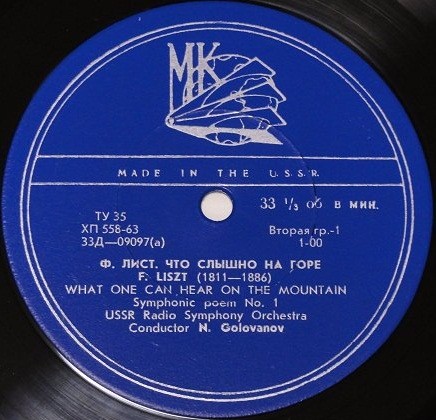 МК
MADE IN THE U.S.S.R.
33 ⅓ об в мин.
ТУ 35
ХП 558-63
Вторая гр.-1
33Д—09097(а)
1-00
Ф. ЛИСТ. ЧТО СЛЫШНО НА ГОРЕ
F. LISZT (1811—1886)
WHAT ONE CAN HEAR ON THE MOUNTAIN
Symphonic poem No. 1
USSR Radio Symphony Orchestra
Conductor N. Golovanov